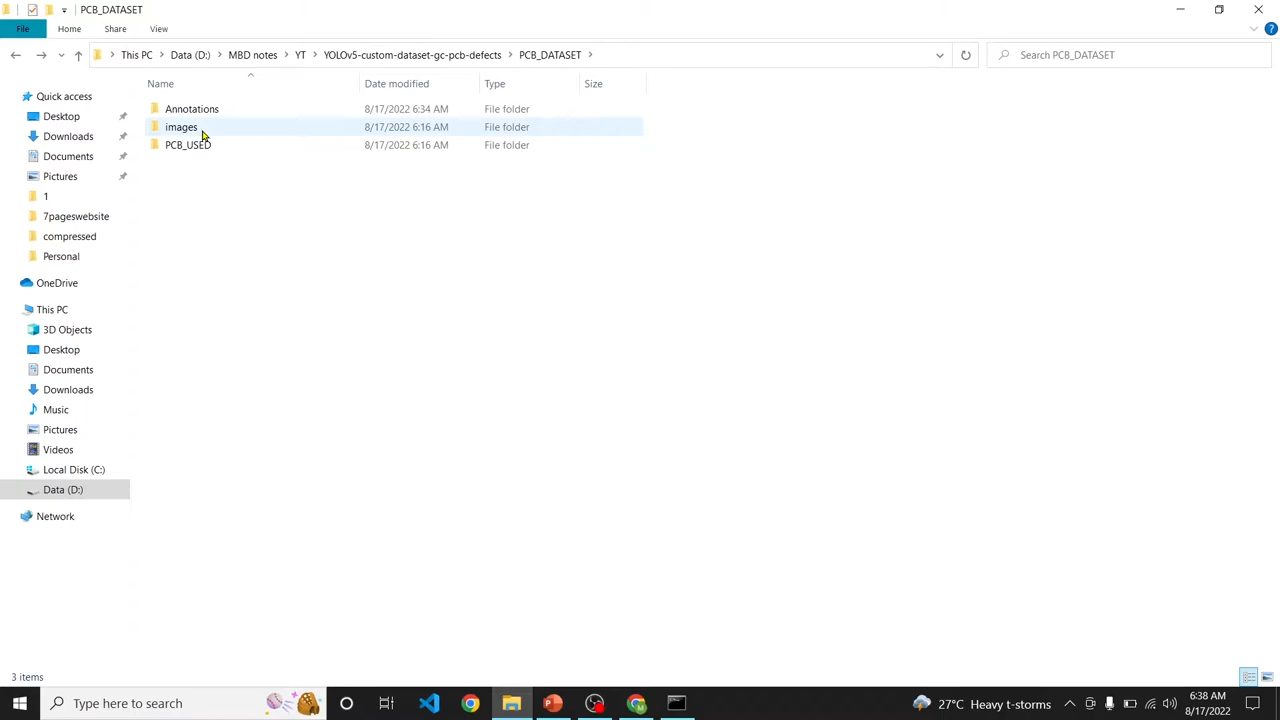 PCB_DATASET
File Home Share View
This PC Data (D:) MBD notes YT YOLOv5-custom-dataset-gc-pcb-defects PCB_DATASET
Search PCB_DATASET
Name Date modified Type Size
Annotations 8/17/2022 6:34 AM File folder
images 8/17/2022 6:16 AM File folder
PCB_USED 8/17/2022 6:16 AM File folder
Quick access
Desktop
Downloads
Documents
Pictures
1
7pageswebsite
compressed
Personal
OneDrive
This PC
3D Objects
Desktop
Documents
Downloads
Music
Pictures
Videos
Local Disk (C:)
Data (D:)
Network
3 items
Type here to search
27°C Heavy t-storms
6:38 AM
8/17/2022